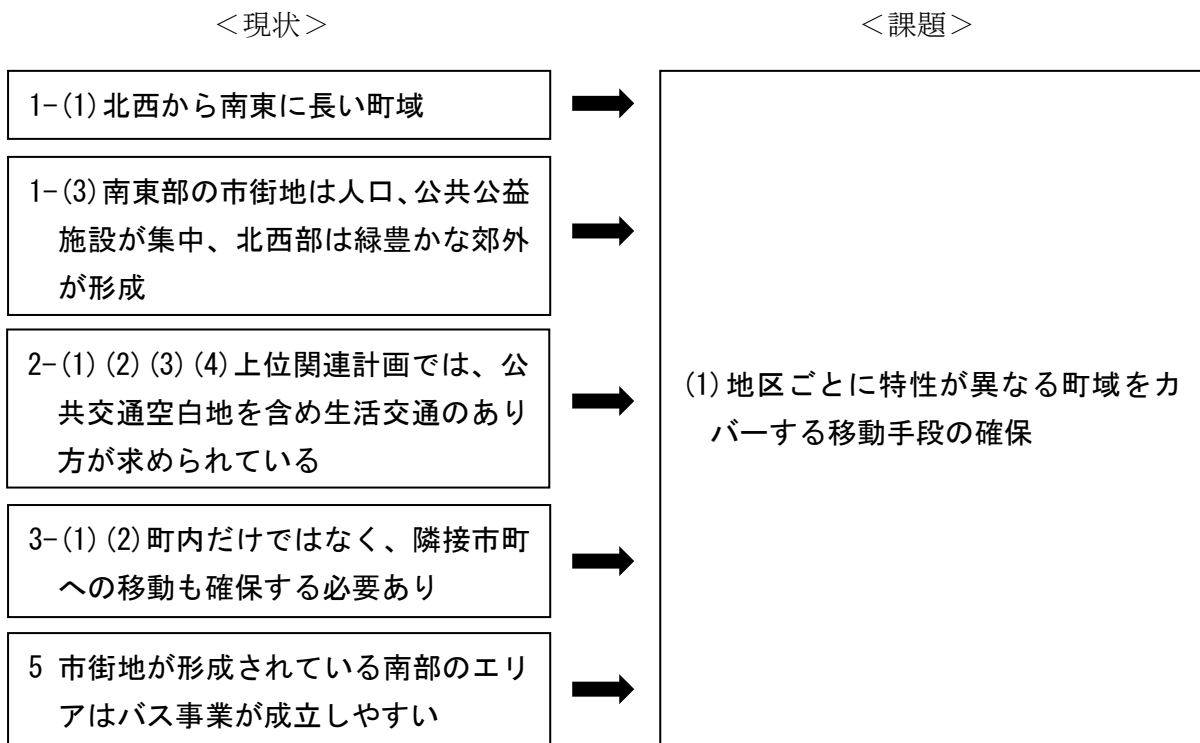 ＜現状＞
＜課題＞
1-(1)北西から南東に長い町域
1-(3)南東部の市街地は人口、公共公益
施設が集中、北西部は緑豊かな郊外
が形成
2-(1)(2)(3)(4)上位関連計画では、公
共交通空白地を含め生活交通のあり
方が求められている
3-(1)(2)町内だけではなく、隣接市町
への移動も確保する必要あり
5 市街地が形成されている南部のエリ
アはバス事業が成立しやすい
(1)地区ごとに特性が異なる町域をカ
バーする移動手段の確保